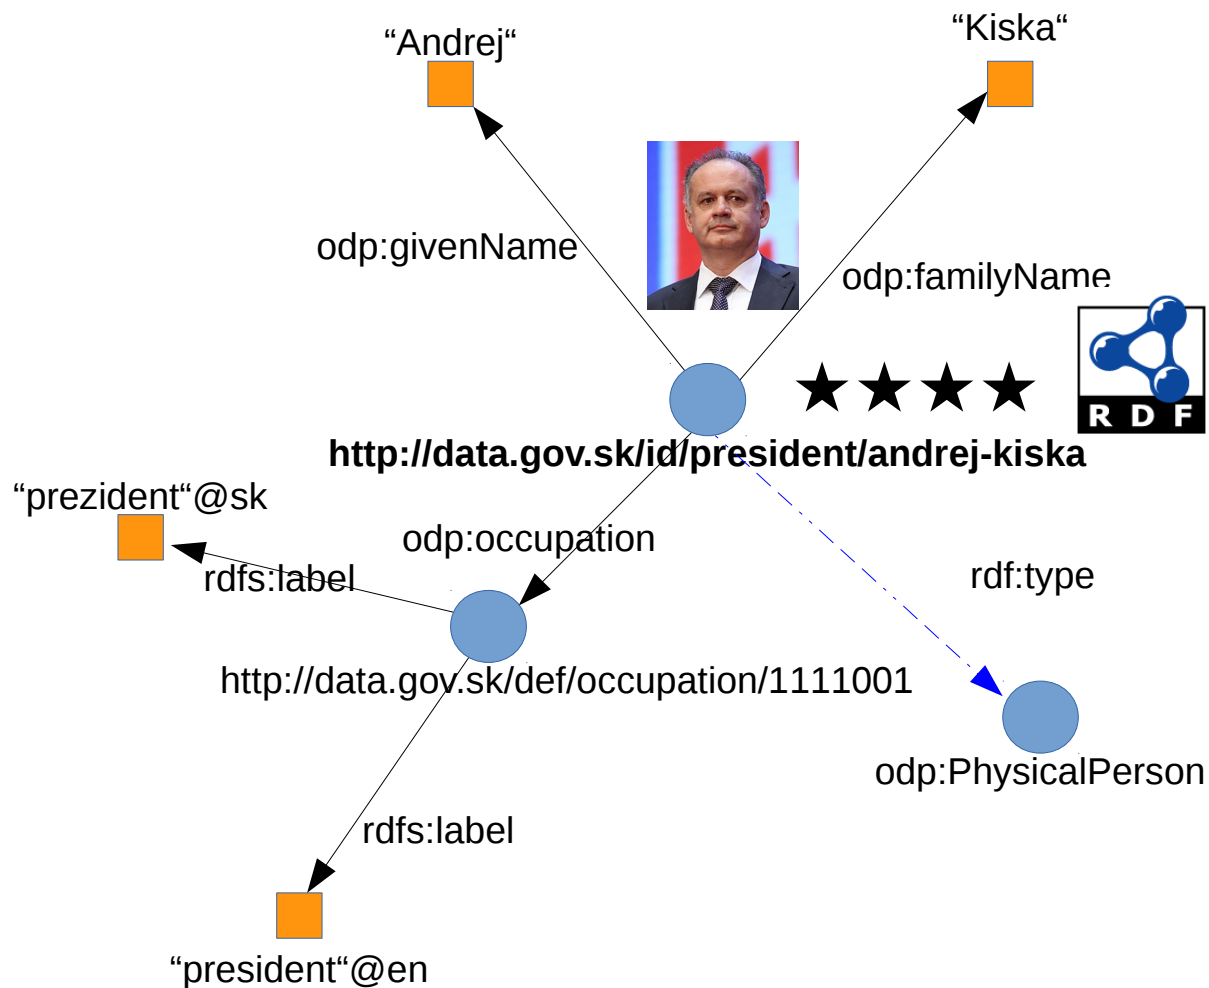 “Andrej“
“Kiska“
odp:givenName
odp:familyName
RDF
http://data.gov.sk/id/president/andrej-kiska
“prezident“@sk
odp:occupation
rdfs:label
rdf:type
http://data.gov.sk/def/occupation/1111001
odp:PhysicalPerson
rdfs:label
“president“@en